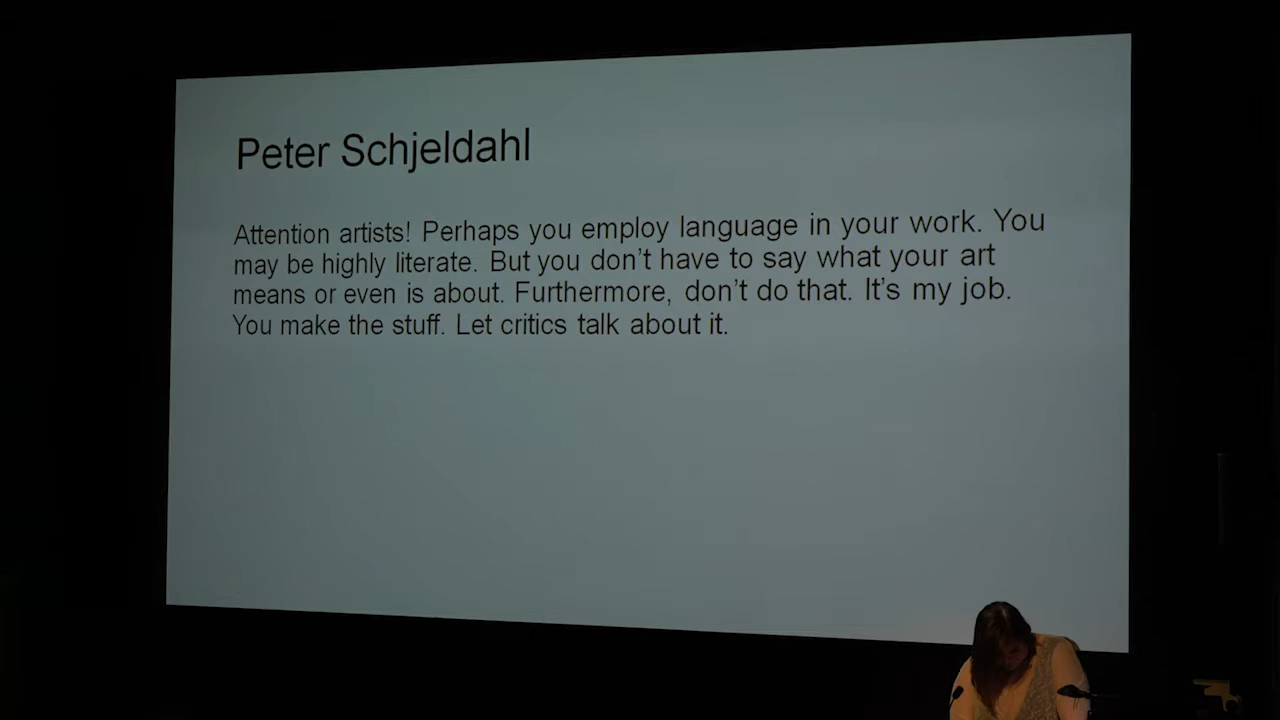 Peter Schjeldahl
Attention artists! Perhaps you employ language in your work. You
may be highly literate. But you don’t have to say what your art
means or even is about. Furthermore, don’t do that. It’s my job.
You make the stuff. Let critics talk about it.